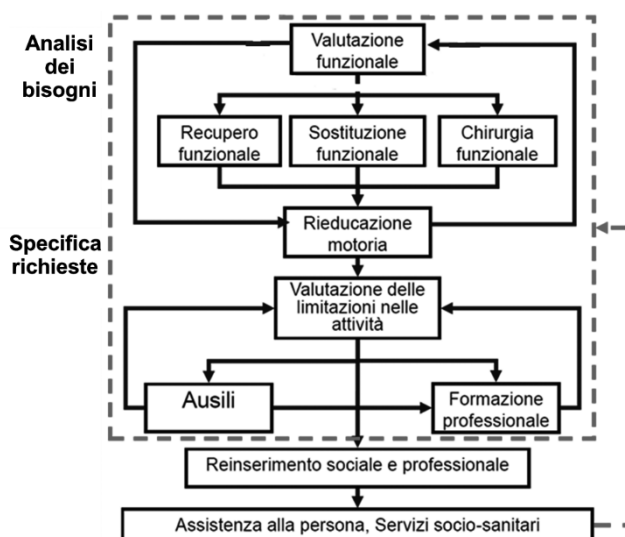 Analisi
dei
bisogni
Valutazione
funzionale
Recupero
funzionale
Sostituzione
funzionale
Chirurgia
funzionale
Specifica
richieste
Rieducazione
motoria
Valutazione delle
limitazioni nelle
attività
Ausili
Formazione
professionale
Reinserimento sociale e professionale
Assistenza alla persona, Servizi socio-sanitari